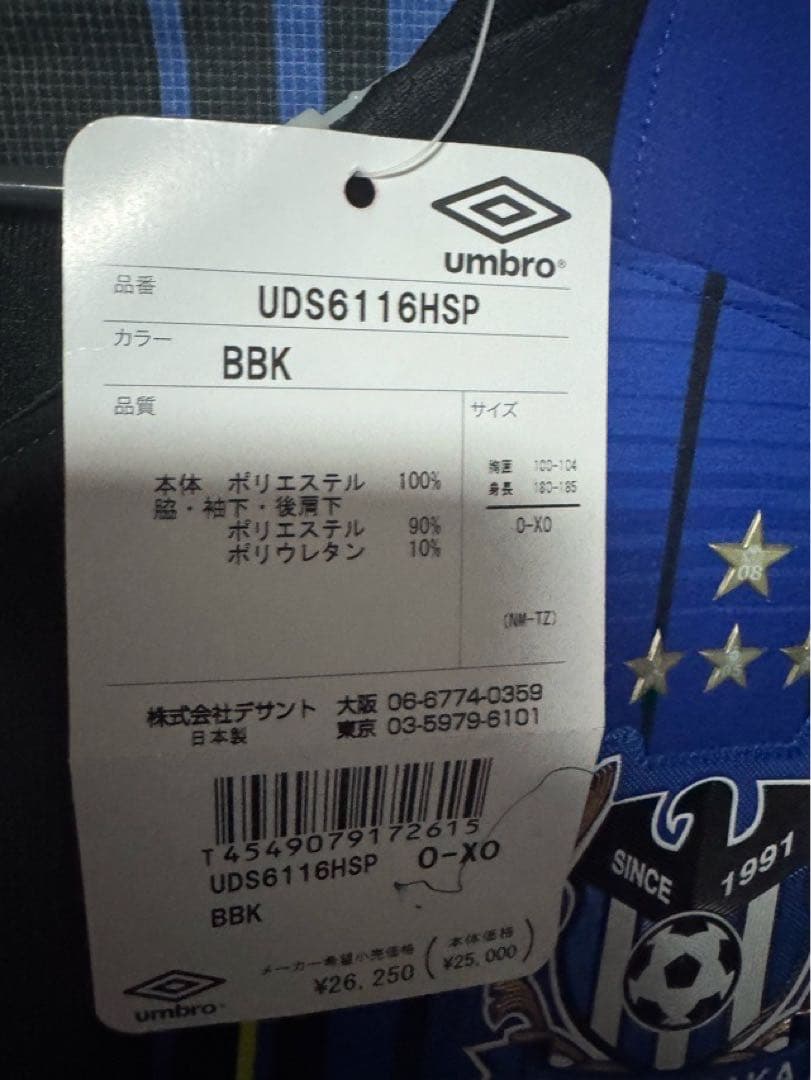 umbro®
品番
UDS6116HSP
カラー
BBK
品質
サイズ
本体 ポリエステル 100%
脇・袖下・後肩下
ポリエステル 90%
ポリウレタン 10%
胸囲 100-104
身長 180-185
O-XO
(NM-TZ)
株式会社デサント 大阪 06-6774-0359
日本製 東京 03-5979-6101
T4549079172615
UDS6116HSP O-XO
BBK
メーカー希望小売価格 (本体価格
¥26,250 ¥25,000)
umbro
08
SINCE 1991